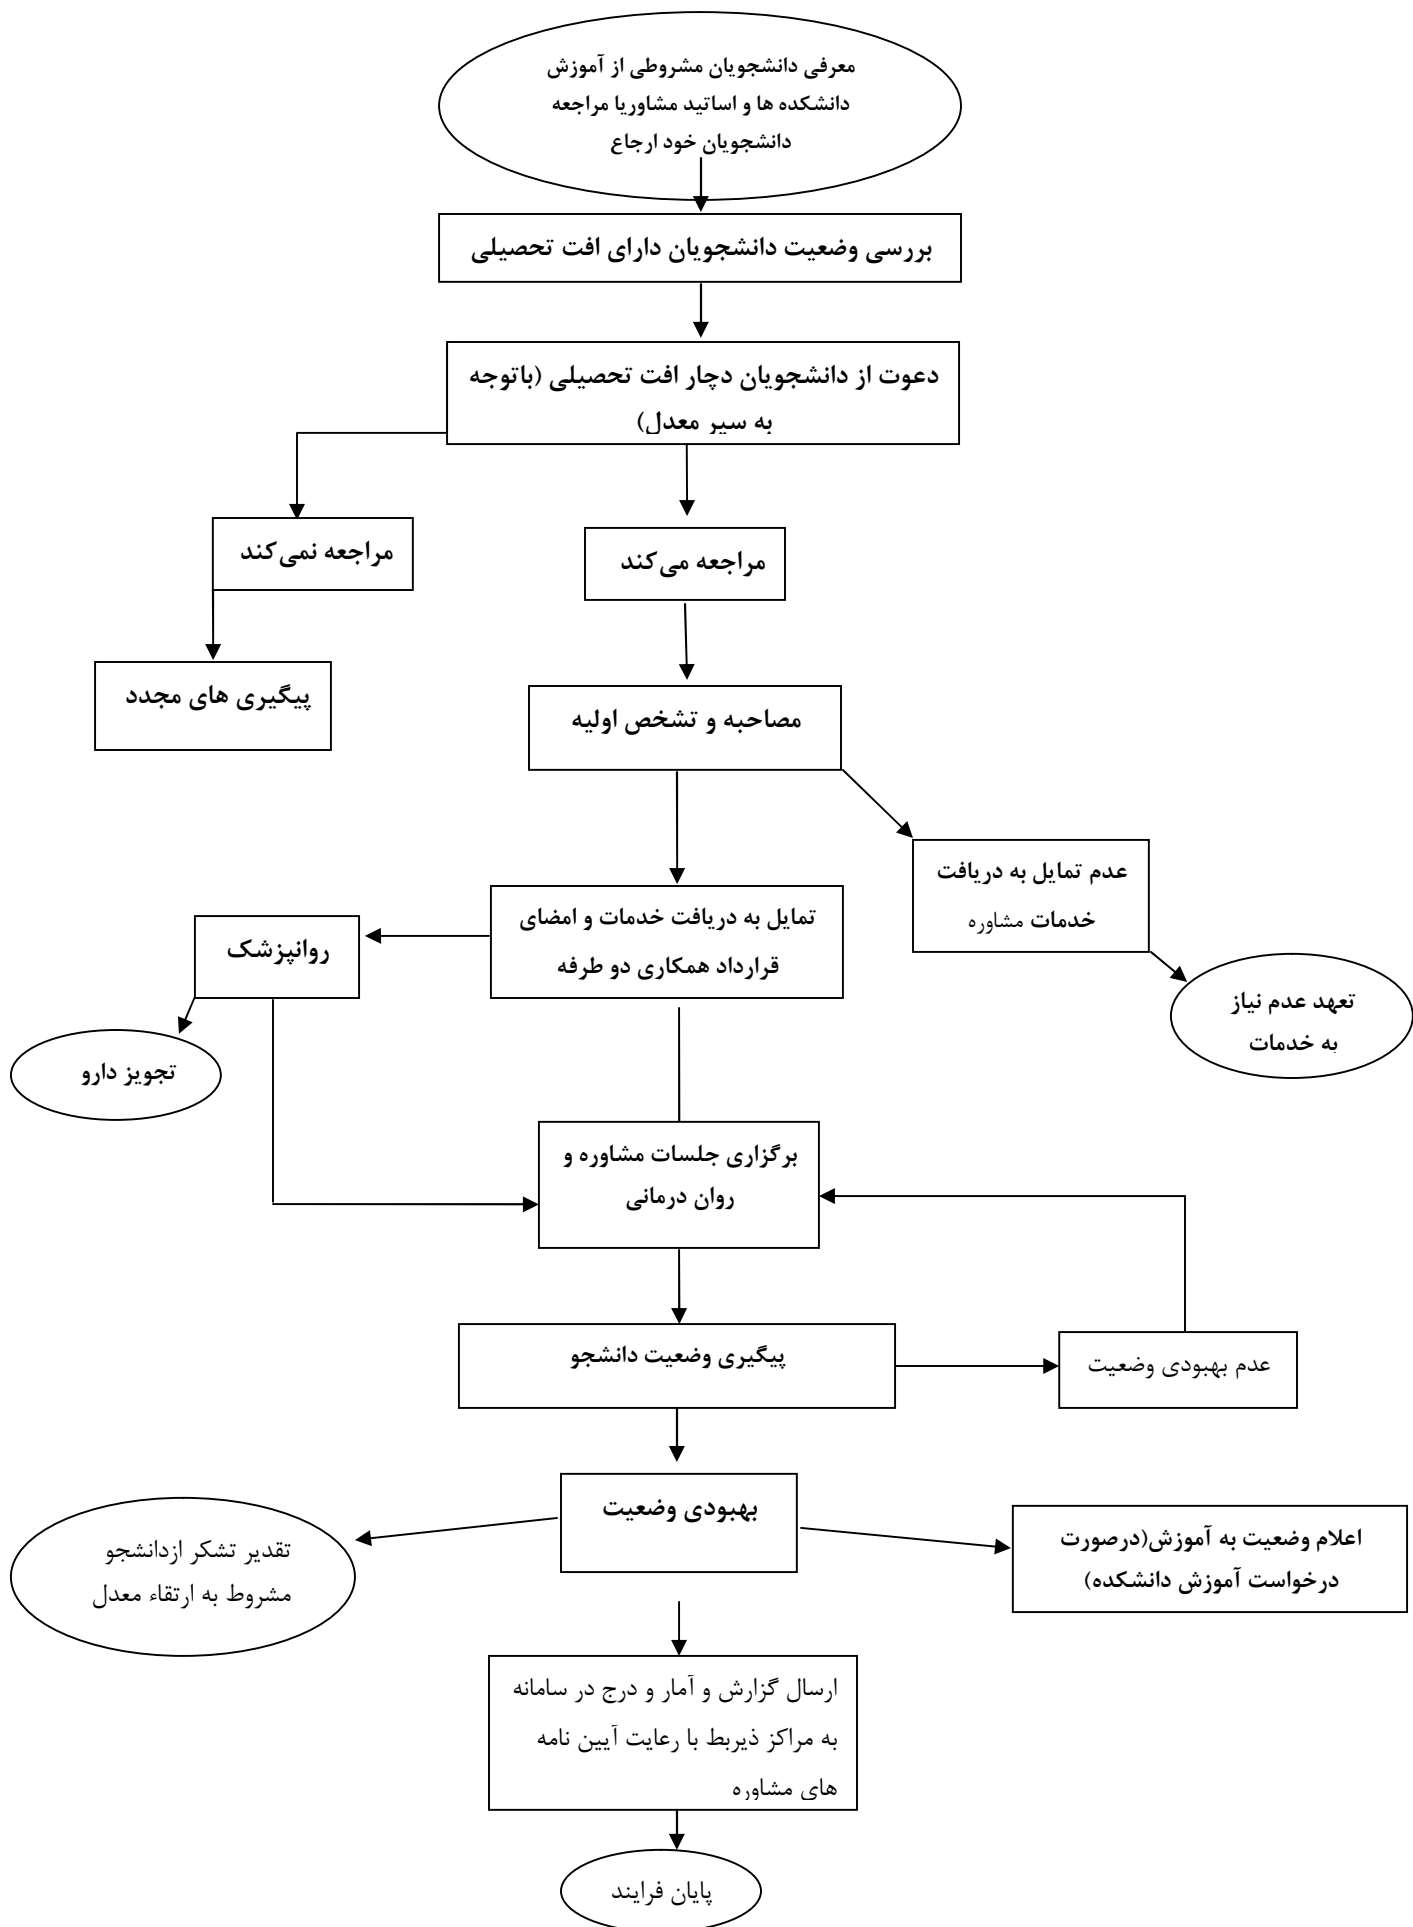 معرفی دانشجویان مشروطی از آموزش
دانشکده ها و اساتید مشاوریا مراجعه
دانشجویان خود ارجاع
بررسی وضعیت دانشجویان دارای افت تحصیلی
دعوت از دانشجویان دچار افت تحصیلی (باتوجه
به سیر معدل)
مراجعه نمی‌کند
مراجعه می‌کند
پیگیری های مجدد
مصاحبه و تشخص اولیه
عدم تمایل به دریافت
خدمات مشاوره
تمایل به دریافت خدمات و امضای
قرارداد همکاری دو طرفه
روانپزشک
تعهد عدم نیاز
به خدمات
تجویز دارو
برگزاری جلسات مشاوره و
روان درمانی
پیگیری وضعیت دانشجو
عدم بهبودی وضعیت
بهبودی وضعیت
اعلام وضعیت به آموزش(درصورت
درخواست آموزش دانشکده)
تقدیر تشکر ازدانشجو
مشروط به ارتقاء معدل
ارسال گزارش و آمار و درج در سامانه
به مراکز ذیربط با رعایت آیین نامه
های مشاوره
پایان فرایند